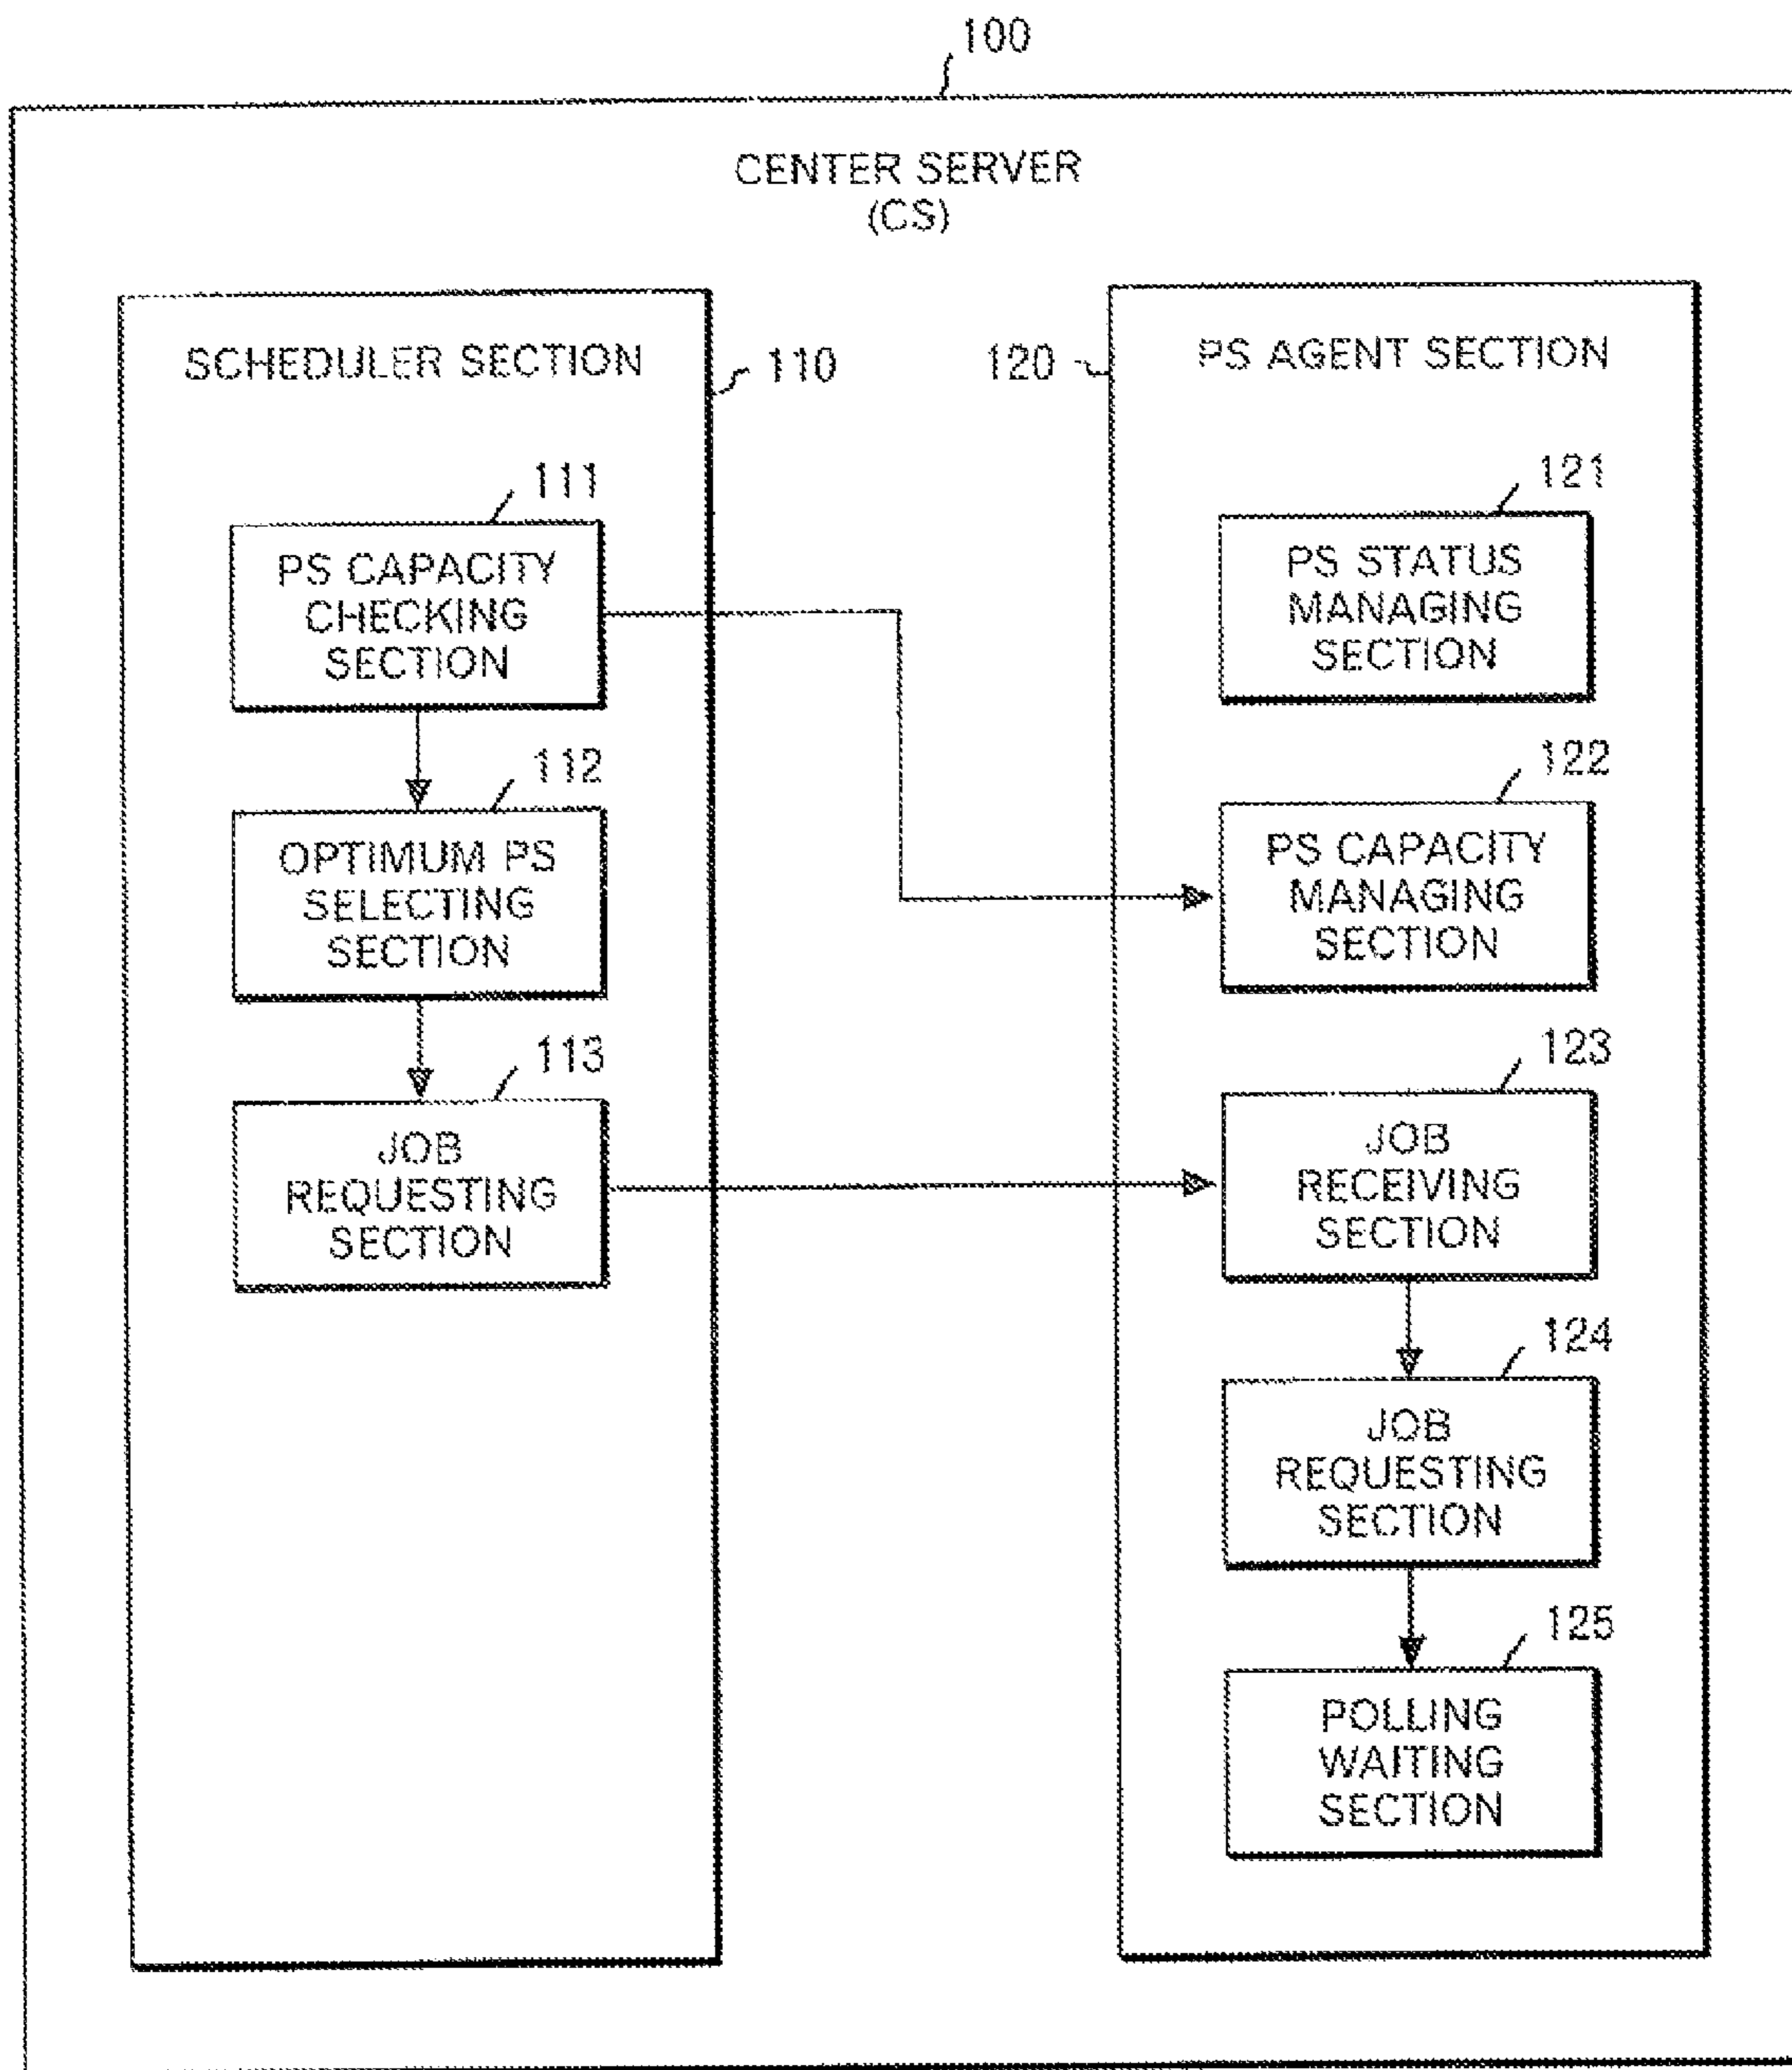 100
CENTER SERVER
(CS)
SCHEDULER SECTION
110
111
PS CAPACITY
CHECKING
SECTION
112
OPTIMUM PS
SELECTING
SECTION
113
JOB
REQUESTING
SECTION
120
PS AGENT SECTION
121
PS STATUS
MANAGING
SECTION
122
PS CAPACITY
MANAGING
SECTION
123
JOB
RECEIVING
SECTION
124
JOB
REQUESTING
SECTION
125
POLLING
WAITING
SECTION